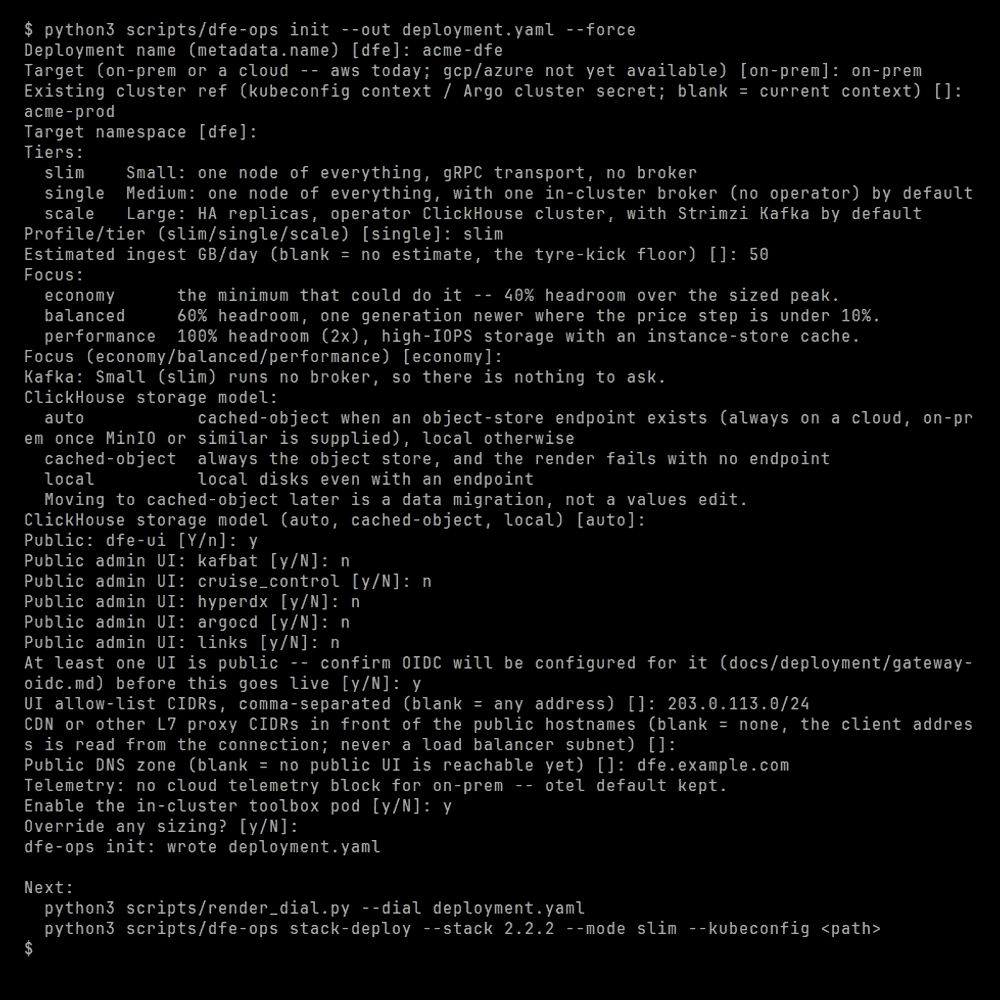 $ python3 scripts/dfe-ops init --out deployment.yaml --force
Deployment name (metadata.name) [dfe]: acme-dfe
Target (on-prem or a cloud -- aws today; gcp/azure not yet available) [on-prem]: on-prem
Existing cluster ref (kubeconfig context / Argo cluster secret; blank = current context) []:
acme-prod
Target namespace [dfe]:
Tiers:
  slim    Small: one node of everything, gRPC transport, no broker
  single  Medium: one node of everything, with one in-cluster broker (no operator) by default
  scale   Large: HA replicas, operator ClickHouse cluster, with Strimzi Kafka by default
Profile/tier (slim/single/scale) [single]: slim
Estimated ingest GB/day (blank = no estimate, the tyre-kick floor) []: 50
Focus:
  economy      the minimum that could do it -- 40% headroom over the sized peak.
  balanced     60% headroom, one generation newer where the price step is under 10%.
  performance  100% headroom (2x), high-IOPS storage with an instance-store cache.
Focus (economy/balanced/performance) [economy]:
Kafka: Small (slim) runs no broker, so there is nothing to ask.
ClickHouse storage model:
  auto           cached-object when an object-store endpoint exists (always on a cloud, on-pr
em once MinIO or similar is supplied), local otherwise
  cached-object  always the object store, and the render fails with no endpoint
  local          local disks even with an endpoint
  Moving to cached-object later is a data migration, not a values edit.
ClickHouse storage model (auto, cached-object, local) [auto]:
Public: dfe-ui [Y/n]: y
Public admin UI: kafbat [y/N]: n
Public admin UI: cruise_control [y/N]: n
Public admin UI: hyperdx [y/N]: n
Public admin UI: argocd [y/N]: n
Public admin UI: links [y/N]: n
At least one UI is public -- confirm OIDC will be configured for it (docs/deployment/gateway-
oidc.md) before this goes live [y/N]: y
UI allow-list CIDRs, comma-separated (blank = any address) []: 203.0.113.0/24
CDN or other L7 proxy CIDRs in front of the public hostnames (blank = none, the client addres
s is read from the connection; never a load balancer subnet) []:
Public DNS zone (blank = no public UI is reachable yet) []: dfe.example.com
Telemetry: no cloud telemetry block for on-prem -- otel default kept.
Enable the in-cluster toolbox pod [y/N]: y
Override any sizing? [y/N]:
dfe-ops init: wrote deployment.yaml

Next:
  python3 scripts/render_dial.py --dial deployment.yaml
  python3 scripts/dfe-ops stack-deploy --stack 2.2.2 --mode slim --kubeconfig <path>
$